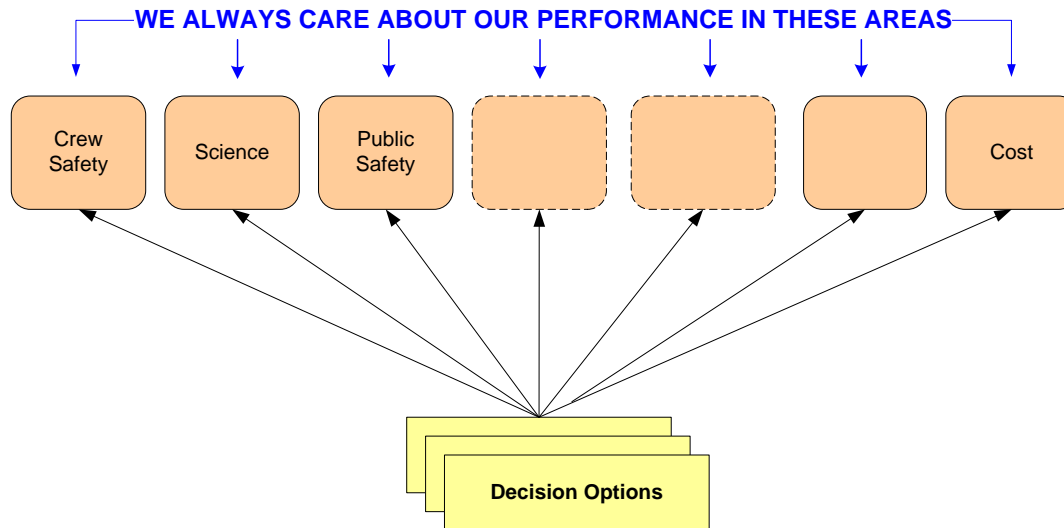 WE ALWAYS CARE ABOUT OUR PERFORMANCE IN THESE AREAS
Crew
Safety
Science
Public
Safety
Cost
Decision Options